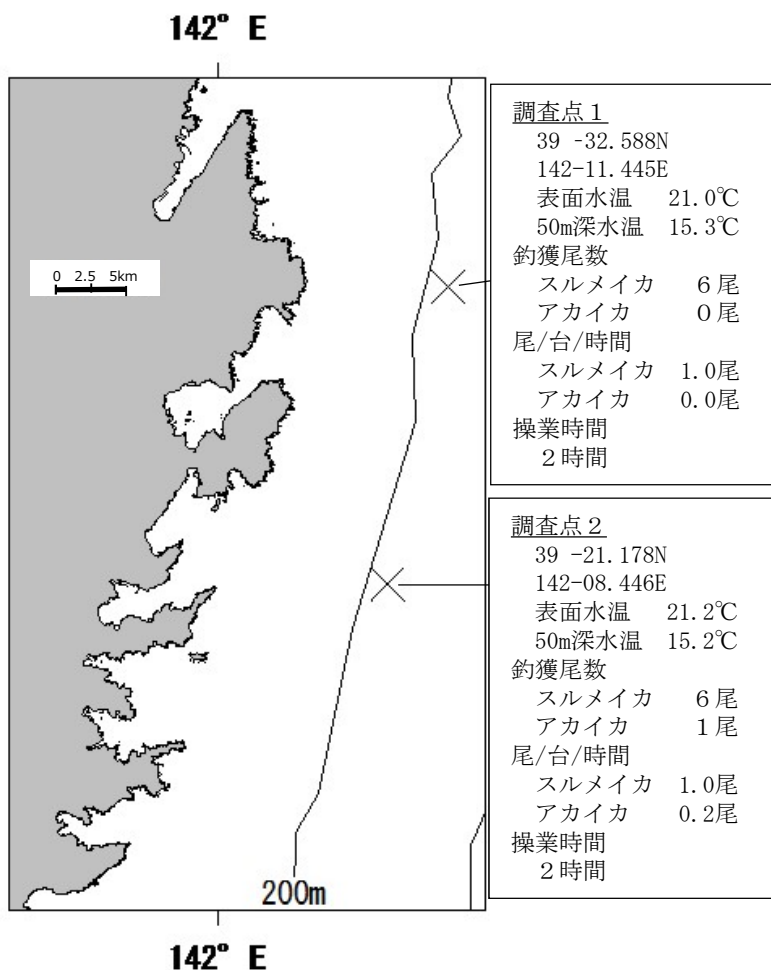 142° E
0 2.5 5km
調査点１
39 -32.588N
142-11.445E
表面水温 21.0℃
50m深水温 15.3℃
釣獲尾数
スルメイカ ６尾
アカイカ ０尾
尾/台/時間
スルメイカ 1.0尾
アカイカ 0.0尾
操業時間
２時間
調査点２
39 -21.178N
142-08.446E
表面水温 21.2℃
50m深水温 15.2℃
釣獲尾数
スルメイカ ６尾
アカイカ １尾
尾/台/時間
スルメイカ 1.0尾
アカイカ 0.2尾
操業時間
２時間
200m
142° E